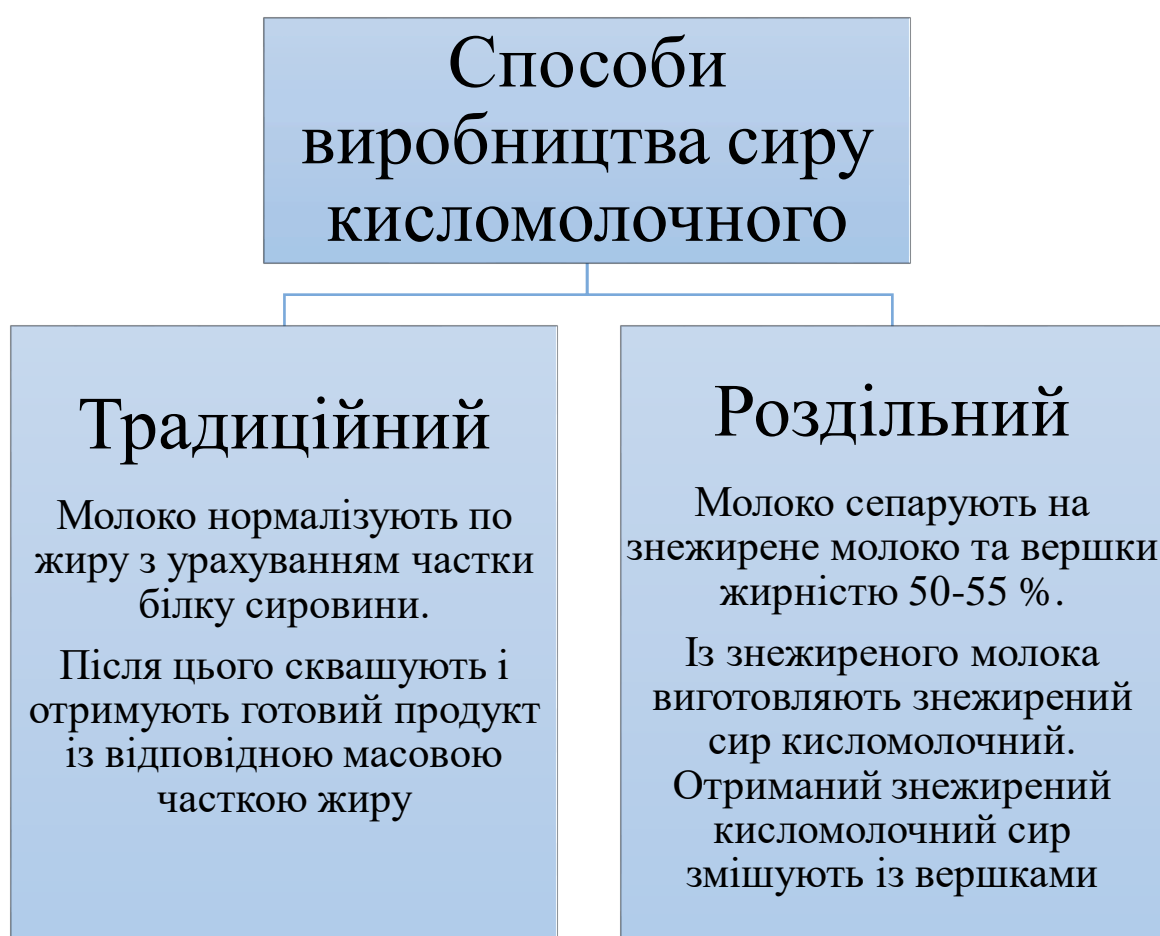 Способи
виробництва сиру
кисломолочного
Традиційний
Молоко нормалізують по
жиру з урахуванням частки
білку сировини.
Після цього сквашують і
отримують готовий продукт
із відповідною масовою
часткою жиру
Роздільний
Молоко сепарують на
знежирене молоко та вершки
жирністю 50-55 %.
Із знежиреного молока
виготовляють знежирений
сир кисломолочний.
Отриманий знежирений
кисломолочний сир
змішують із вершками